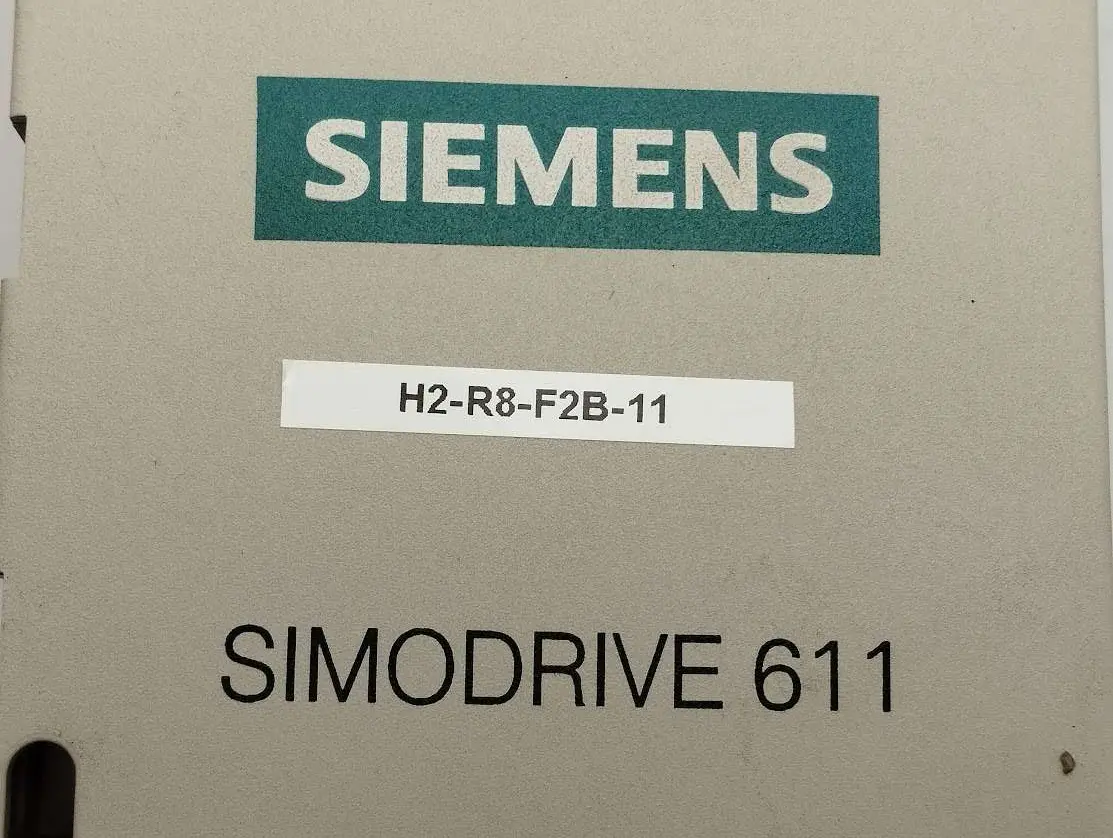 SIEMENS
H2-R8-F2B-11
SIMODRIVE 611